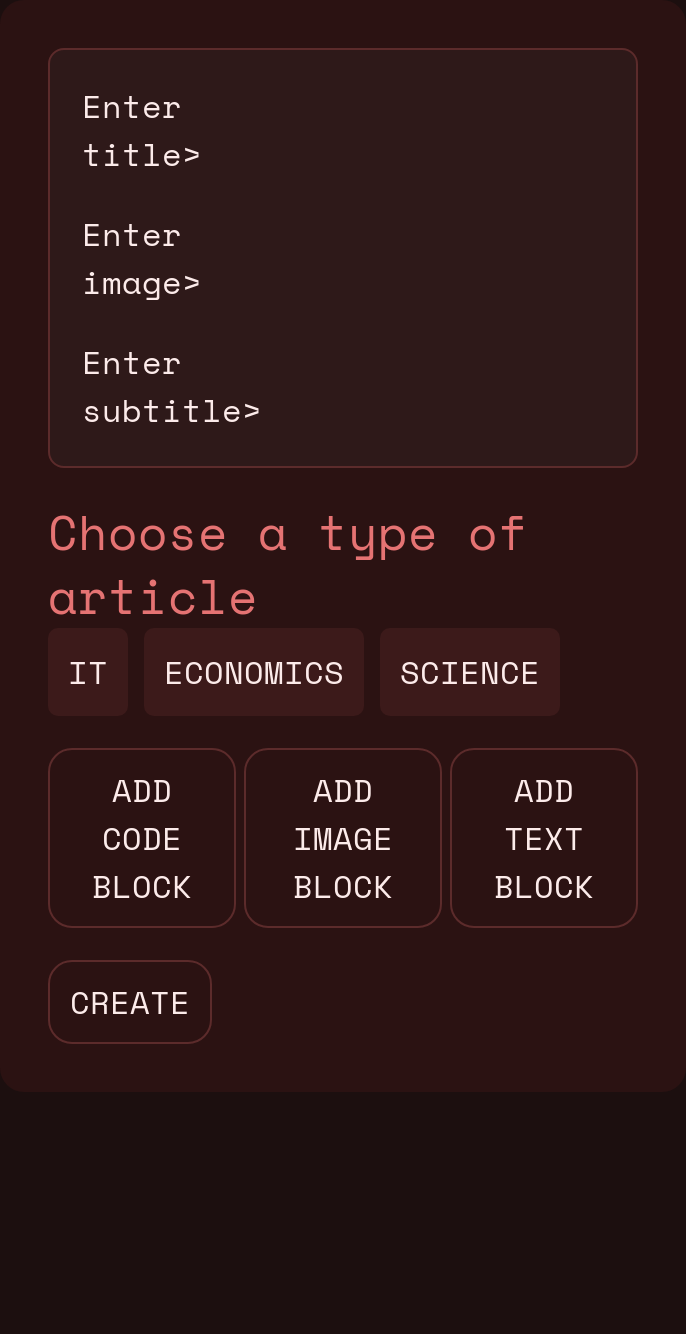 Enter
title>
Enter
image>
Enter
subtitle>
Choose a type of
article
IT ECONOMICS SCIENCE
ADD
CODE
BLOCK
ADD
IMAGE
BLOCK
ADD
TEXT
BLOCK
CREATE